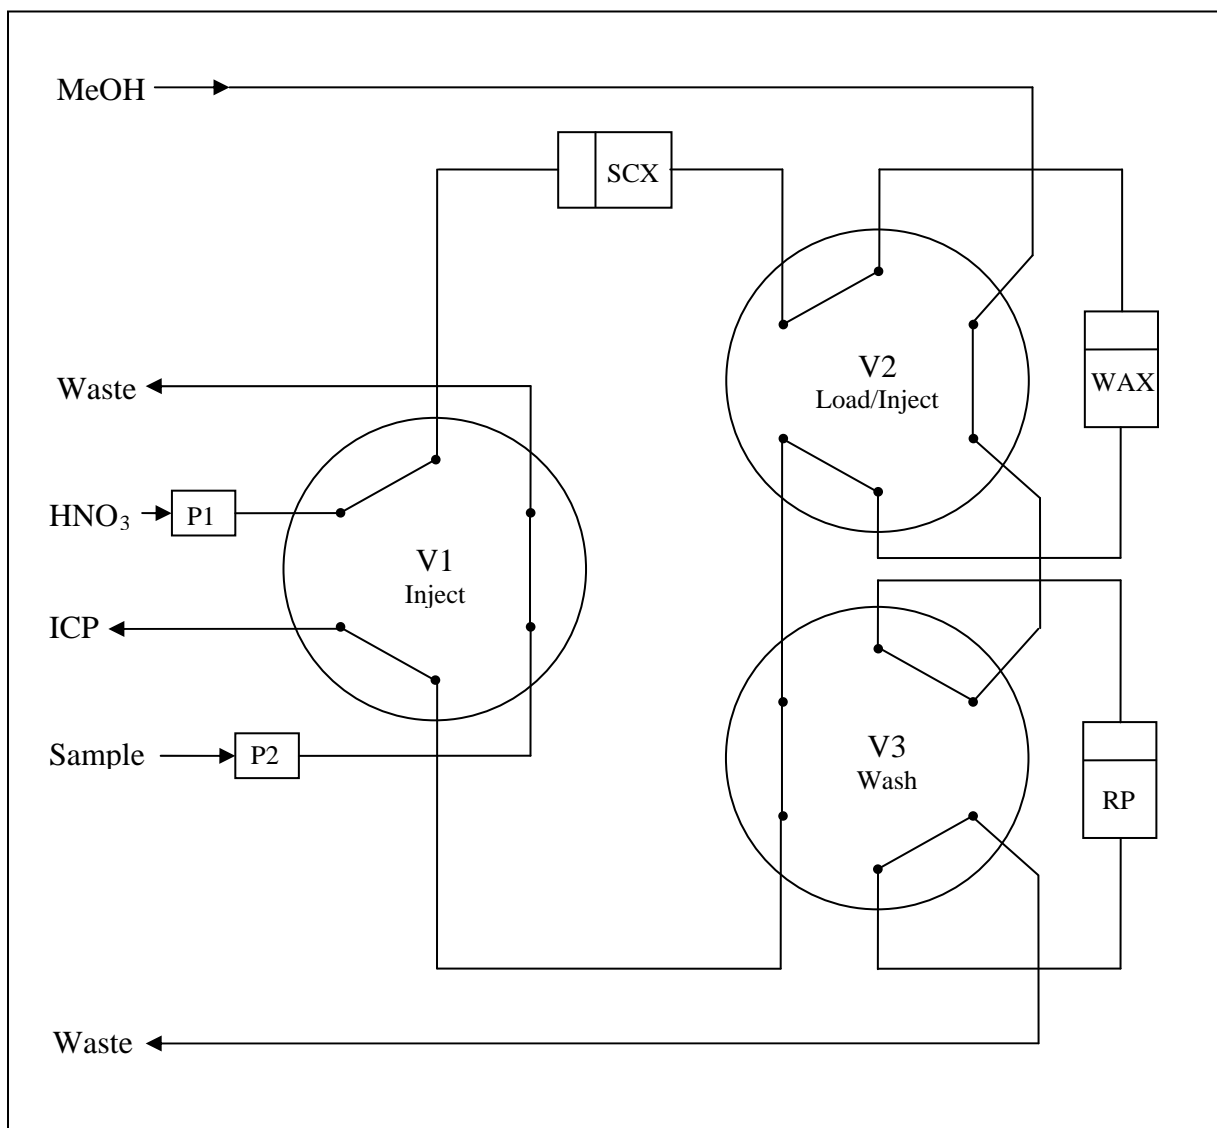 MeOH
SCX
V2
Load/Inject
WAX
Waste
HNO₃
P1
V1
Inject
ICP
Sample
P2
V3
Wash
RP
Waste